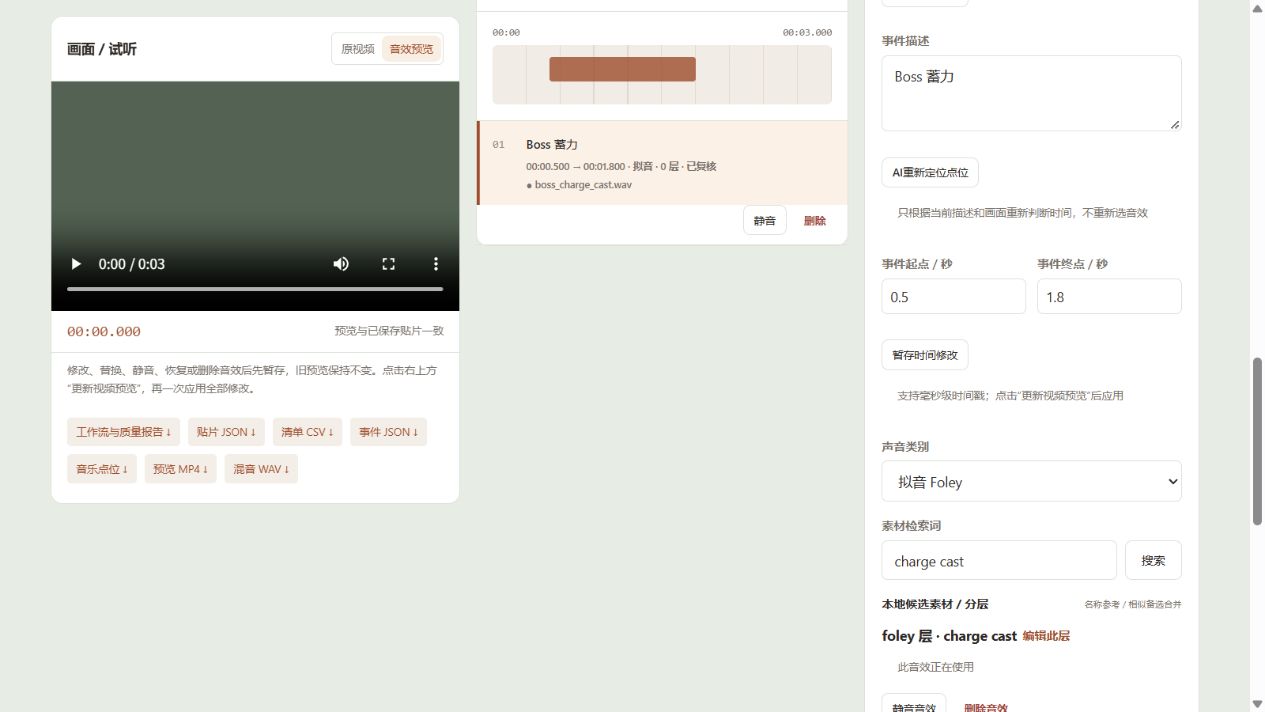 画面 / 试听
原视频
音效预览
0:00 / 0:03
00:00.000
预览与已保存贴片一致
修改、替换、静音、恢复或删除音效后先暂存，旧预览保持不变。点击右上方
“更新视频预览”，再一次应用全部修改。
工作流与质量报告 ↓
贴片 JSON ↓
清单 CSV ↓
事件 JSON ↓
音乐点位 ↓
预览 MP4 ↓
混音 WAV ↓
00:00
00:03.000
01
Boss 蓄力
00:00.500 → 00:01.800 · 拟音 · 0 层 · 已复核
● boss_charge_cast.wav
静音
删除
事件描述
Boss 蓄力
AI重新定位点位
只根据当前描述和画面重新判断时间，不重新选音效
事件起点 / 秒
事件终点 / 秒
0.5
1.8
暂存时间修改
支持毫秒级时间戳；点击“更新视频预览”后应用
声音类别
拟音 Foley
素材检索词
charge cast
搜索
本地候选素材 / 分层
名称参考 / 相似备选合并
foley 层 · charge cast 编辑此层
此音效正在使用
静音音效
删除音效